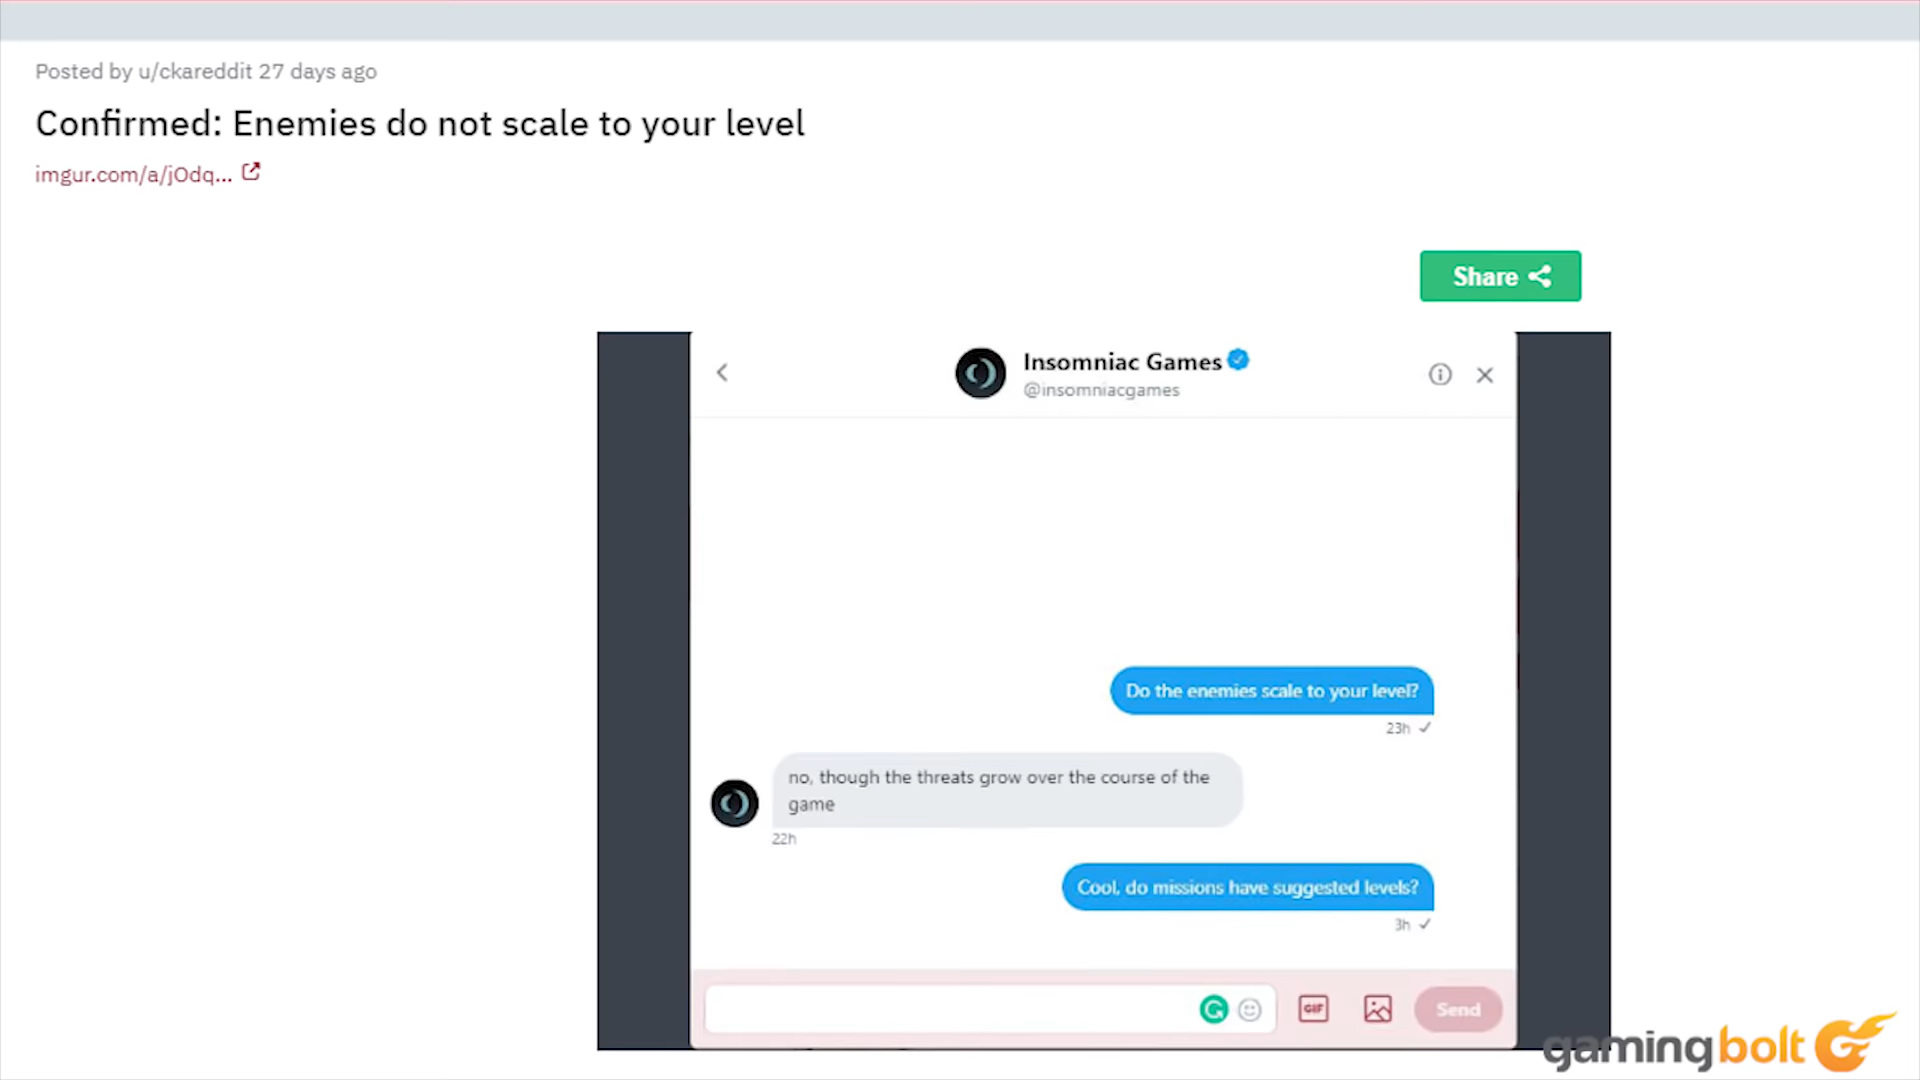 Posted by u/ckareddit 27 days ago
Confirmed: Enemies do not scale to your level
imgur.com/a/jOdq...
Share
Insomniac Games
@insomniacgames
Do the enemies scale to your level?
23h
no, though the threats grow over the course of the
game
22h
Cool, do missions have suggested levels?
3h
GIF
Send
gamingbolt